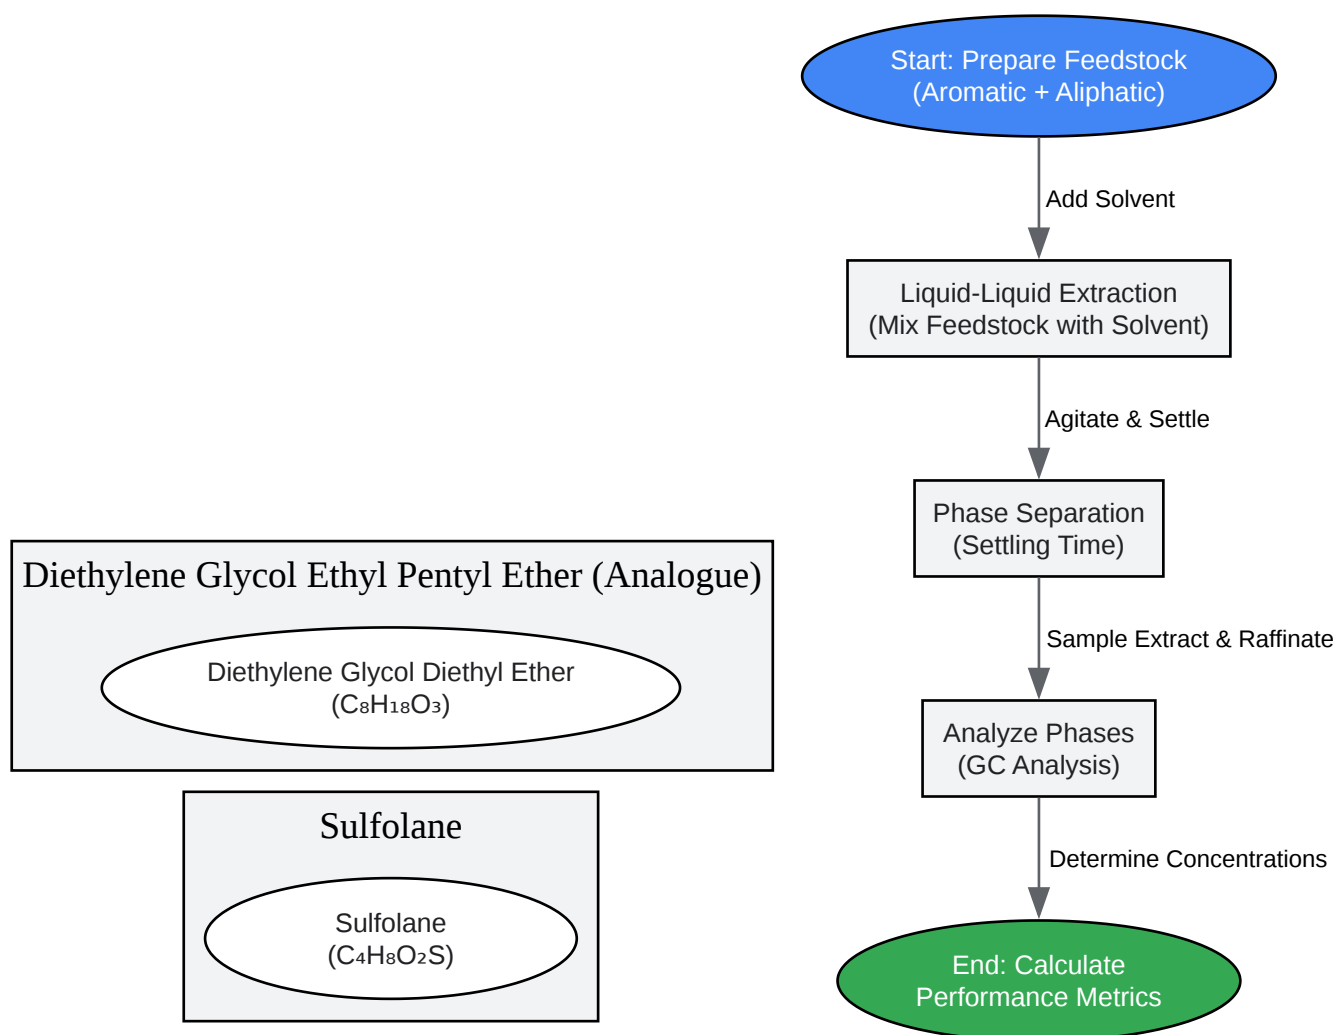 Start: Prepare Feedstock
(Aromatic + Aliphatic)
Add Solvent
Liquid-Liquid Extraction
(Mix Feedstock with Solvent)
Agitate & Settle
Phase Separation
(Settling Time)
Sample Extract & Raffinate
Analyze Phases
(GC Analysis)
Determine Concentrations
End: Calculate
Performance Metrics
Diethylene Glycol Ethyl Pentyl Ether (Analogue)
Diethylene Glycol Diethyl Ether
(C₈H₁₈O₃)
Sulfolane
Sulfolane
(C₄H₈O₂S)